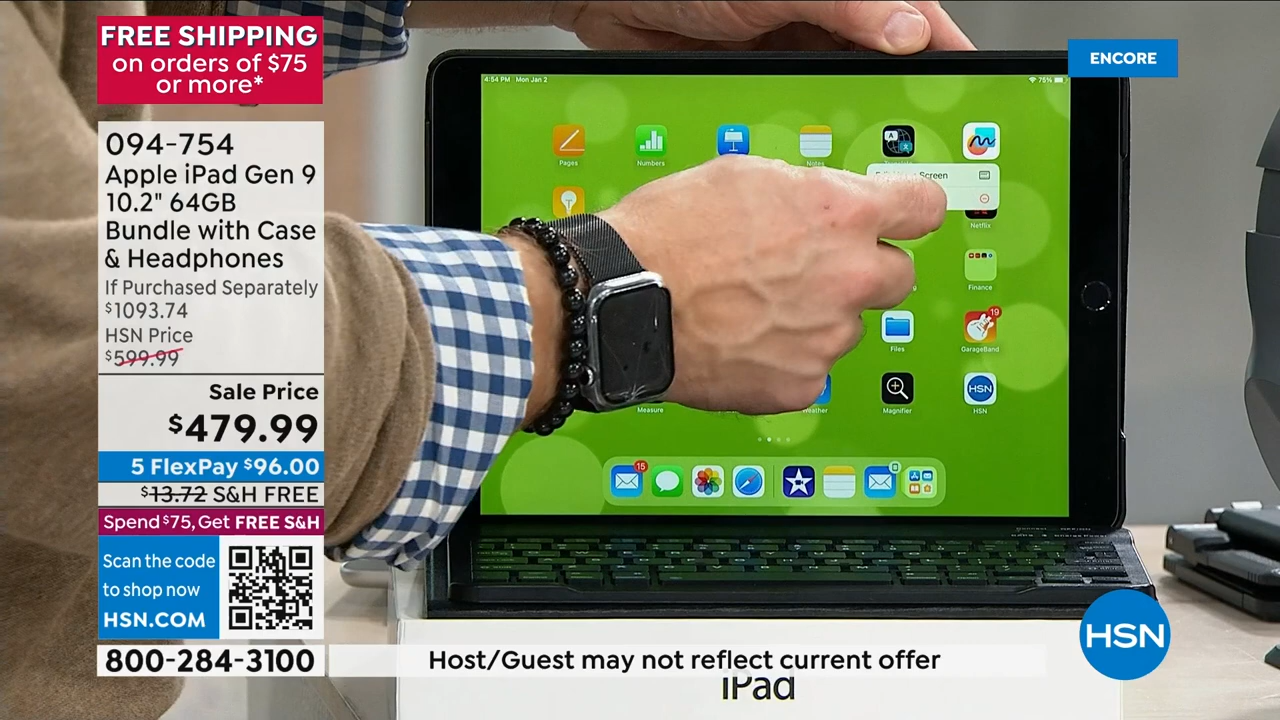 FREE SHIPPING
on orders of $75
or more*
ENCORE
094-754
Apple iPad Gen 9
10.2" 64GB
Bundle with Case
& Headphones
If Purchased Separately
$1093.74
HSN Price
$599.99
Sale Price
$479.99
5 FlexPay $96.00
$13.72 S&H FREE
Spend $75, Get FREE S&H
Scan the code
to shop now
HSN.COM
800-284-3100
Host/Guest may not reflect current offer
4:54 PM Mon Jan 2
75%
Pages
Numbers
Notes
Screen
Netflix
Finance
19
Files
GarageBand
HSN
Measure
Weather
Magnifier
HSN
15
HSN
iPad